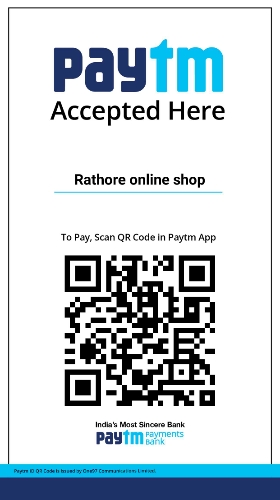 paytm
Accepted Here
Rathore online shop
To Pay, Scan QR Code in Paytm App
India's Most Sincere Bank
paytm payments
Bank
Paytm ID QR Code is issued by One97 Communications Limited.